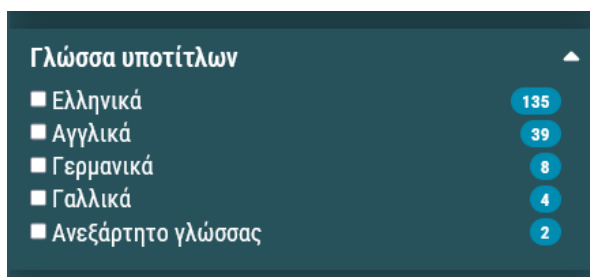 Γλώσσα υποτίτλων
Ελληνικά 135
Αγγλικά 39
Γερμανικά 8
Γαλλικά 4
Ανεξάρτητο γλώσσας 2